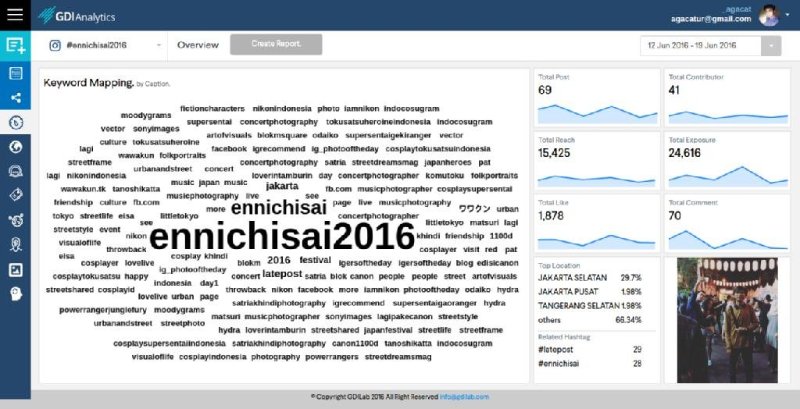 GDI Analytics
_agacat
agacatur@gmail.com
#ennichisai2016
Overview
Create Report.
12 Jun 2016 - 19 Jun 2016
Keyword Mapping. by Caption.
fictioncharacters nikonindonesia photo iamnikon indocosugram
moodygrams supersentai concertphotography tokusatsuheroineindonesia indocosugram
vector sonyimages artofvisuals blokmsquare odaiko supersentaigekiranger vector
culture tokusatsuheroine facebook igrecommend ig_photooftheday cosplaytokusatsuindonesia
lagi wawakun folkportraits concertphotography satria streetdreamsmag japanheroes pat
streetframe urbanandstreet concert loverintamburin day concertphotographer komutoku folkportraits
lagi nikonindonesia music japan music jakarta fb.com musicphotographer cosplaysupersental
wawakun.tk tanoshikatta musicphotography live see page live musicphotography
friendship culture fb.com more ennichisai concertphotographer ワワクン urban
tokyo streetlife eisa littletokyo littletokyo matsuri lagi
streetstyle event see ennichisai2016 khindi friendship 1100d
visualoflife nikon cosplayer visit red pat
eisa throwback cosplay khindi
cosplayer lovelive blokm 2016 festival igersoftheday igersoftheday blog edisicanon
cosplaytokusatsu happy ig_photooftheday concert latepost satria blok canon people people street artofvisuals
streetshared cosplayid indonesia day1 throwback nikon facebook more iamnikon photooftheday odaiko hydra
lovelive urban page satriakhindiphotography igrecommend supersentaigaoranger hydra
powerrangerjunglefury moodygrams matsuri musicphotographer sonyimages lagipakecanon streetstyle
urbanandstreet streetphoto hydra loverintamburin streetshared japanfestival streetlife streetframe
cosplaysupersentaiindonesia satriakhindiphotography canon1100d tanoshikatta indocosugram
visualoflife cosplayindonesia photography powerrangers streetdreamsmag
Total Post
69
Total Contributor
41
Total Reach
15,425
Total Exposure
24,616
Total Like
1,878
Total Comment
70
Top Location
JAKARTA SELATAN 29.7%
JAKARTA PUSAT 1.98%
TANGERANG SELATAN 1.98%
others 66.34%
Related Hashtag
#latepost 29
#ennichisai 28
© Copyright GDILab 2016 All Right Reserved info@gdilab.com